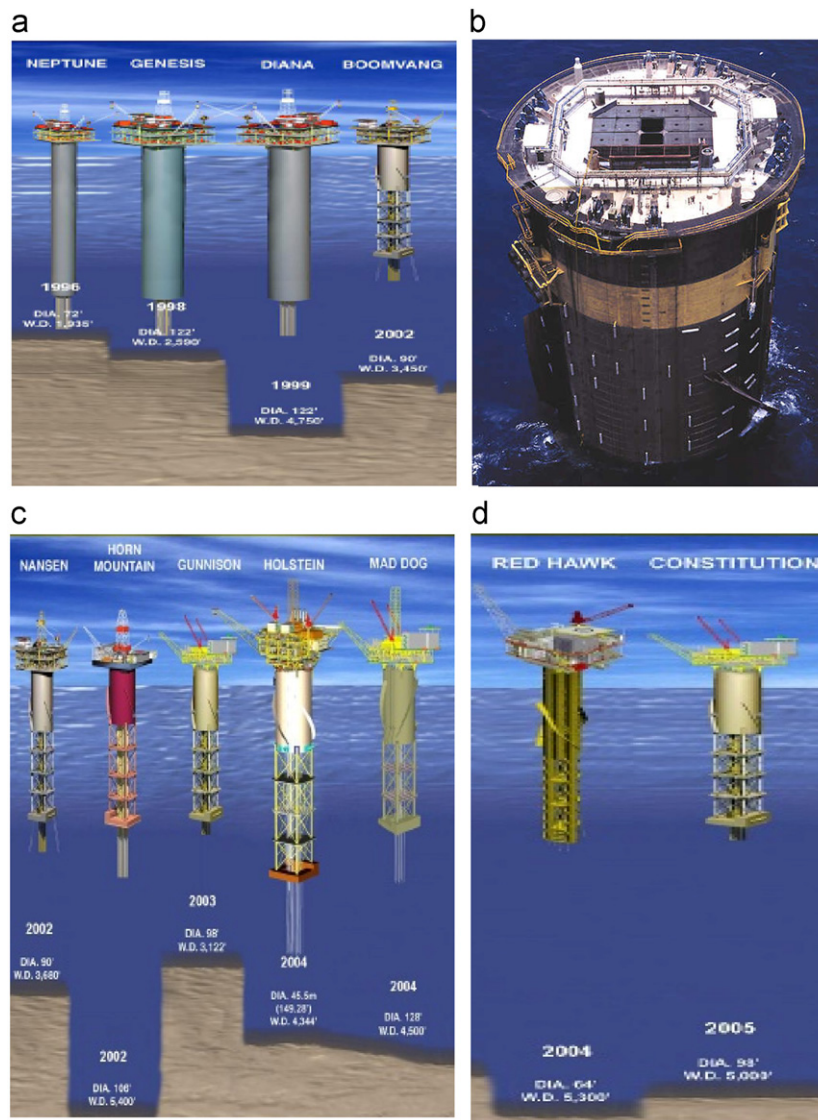 a
NEPTUNE GENESIS DIANA BOOMVANG
1996
DIA. 72'
W.D. 1,935'
1998
DIA. 122'
W.D. 2,590'
1999
DIA. 122'
W.D. 4,750'
2002
DIA. 90'
W.D. 3,450'
b
c
NANSEN
HORN
MOUNTAIN
GUNNISON
HOLSTEIN
MAD DOG
2002
DIA. 90'
W.D. 3,680'
2002
DIA. 106'
W.D. 5,400'
2003
DIA. 98'
W.D. 3,122'
2004
DIA. 45.5m
(149.28')
W.D. 4,344'
2004
DIA. 128'
W.D. 4,500'
d
RED HAWK CONSTITUTION
2004
DIA. 64'
W.D. 5,300'
2005
DIA. 98'
W.D. 5,000'